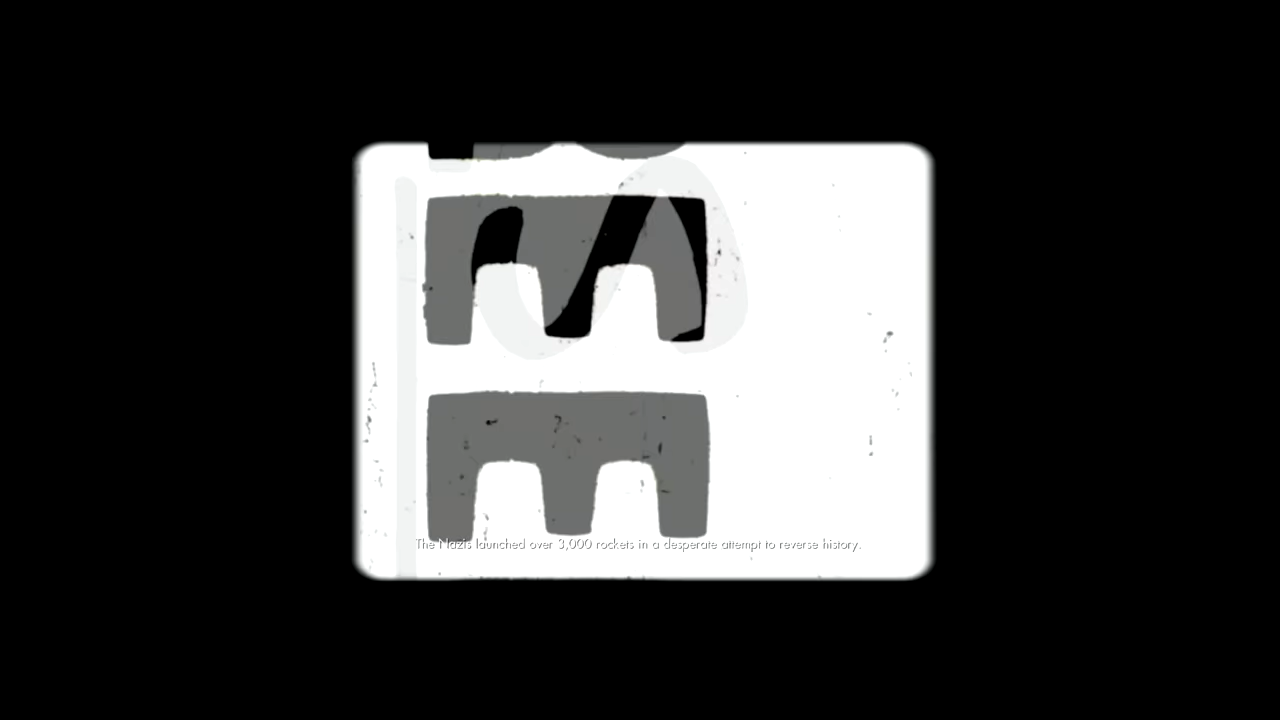 E
E
The Nazis launched over 3,000 rockets in a desperate attempt to reverse history.